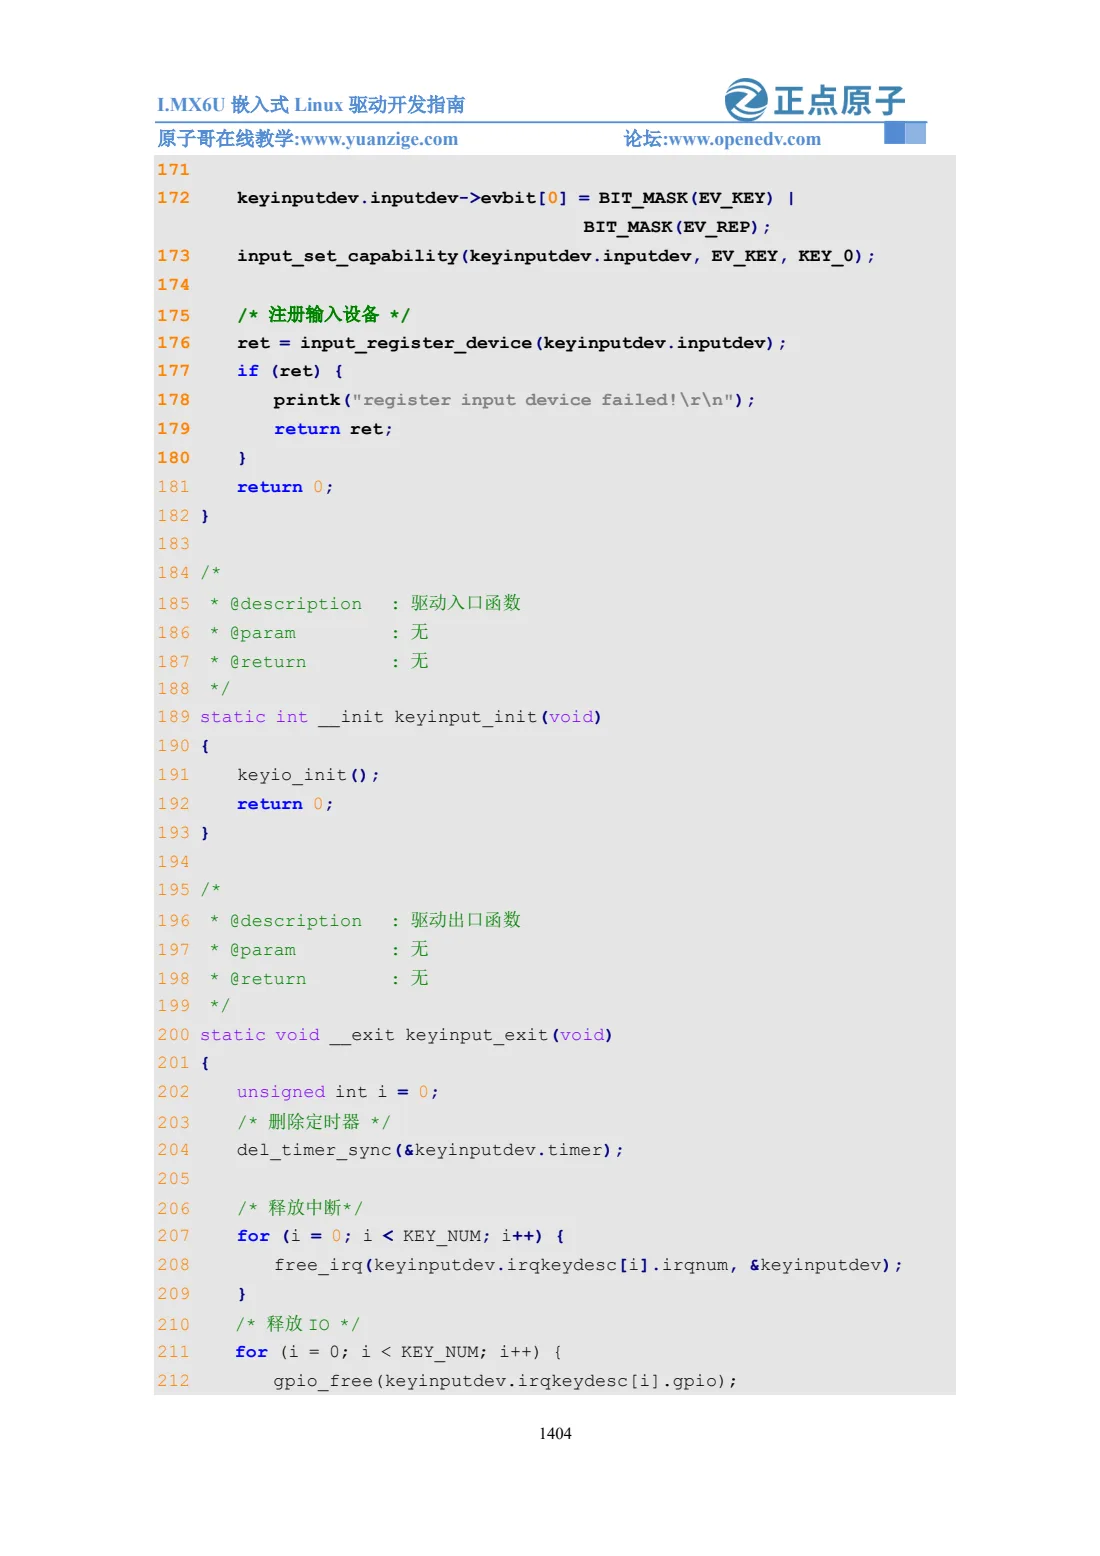 I.MX6U 嵌入式 Linux 驱动开发指南
正点原子
原子哥在线教学:www.yuanzige.com 论坛:www.openedv.com
171
172 keyinputdev.inputdev->evbit[0] = BIT_MASK(EV_KEY) |
BIT_MASK(EV_REP);
173 input_set_capability(keyinputdev.inputdev, EV_KEY, KEY_0);
174
175 /* 注册输入设备 */
176 ret = input_register_device(keyinputdev.inputdev);
177 if (ret) {
178 printk("register input device failed!\r\n");
179 return ret;
180 }
181 return 0;
182 }
183
184 /*
185 * @description : 驱动入口函数
186 * @param : 无
187 * @return : 无
188 */
189 static int __init keyinput_init(void)
190 {
191 keyio_init();
192 return 0;
193 }
194
195 /*
196 * @description : 驱动出口函数
197 * @param : 无
198 * @return : 无
199 */
200 static void __exit keyinput_exit(void)
201 {
202 unsigned int i = 0;
203 /* 删除定时器 */
204 del_timer_sync(&keyinputdev.timer);
205
206 /* 释放中断*/
207 for (i = 0; i < KEY_NUM; i++) {
208 free_irq(keyinputdev.irqkeydesc[i].irqnum, &keyinputdev);
209 }
210 /* 释放 IO */
211 for (i = 0; i < KEY_NUM; i++) {
212 gpio_free(keyinputdev.irqkeydesc[i].gpio);
1404